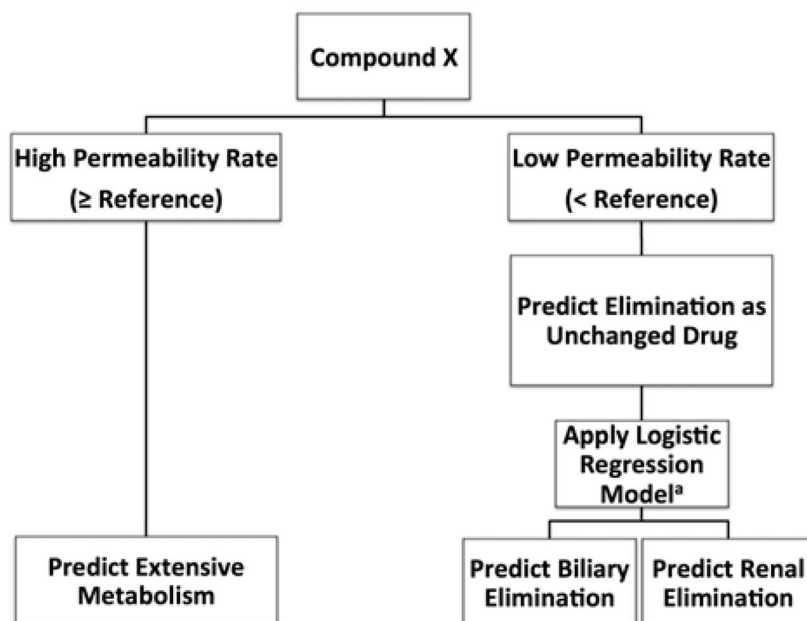 Compound X
High Permeability Rate
(≥ Reference)
Low Permeability Rate
(< Reference)
Predict Elimination as
Unchanged Drug
Apply Logistic
Regression
Modelᵃ
Predict Extensive
Metabolism
Predict Biliary
Elimination
Predict Renal
Elimination